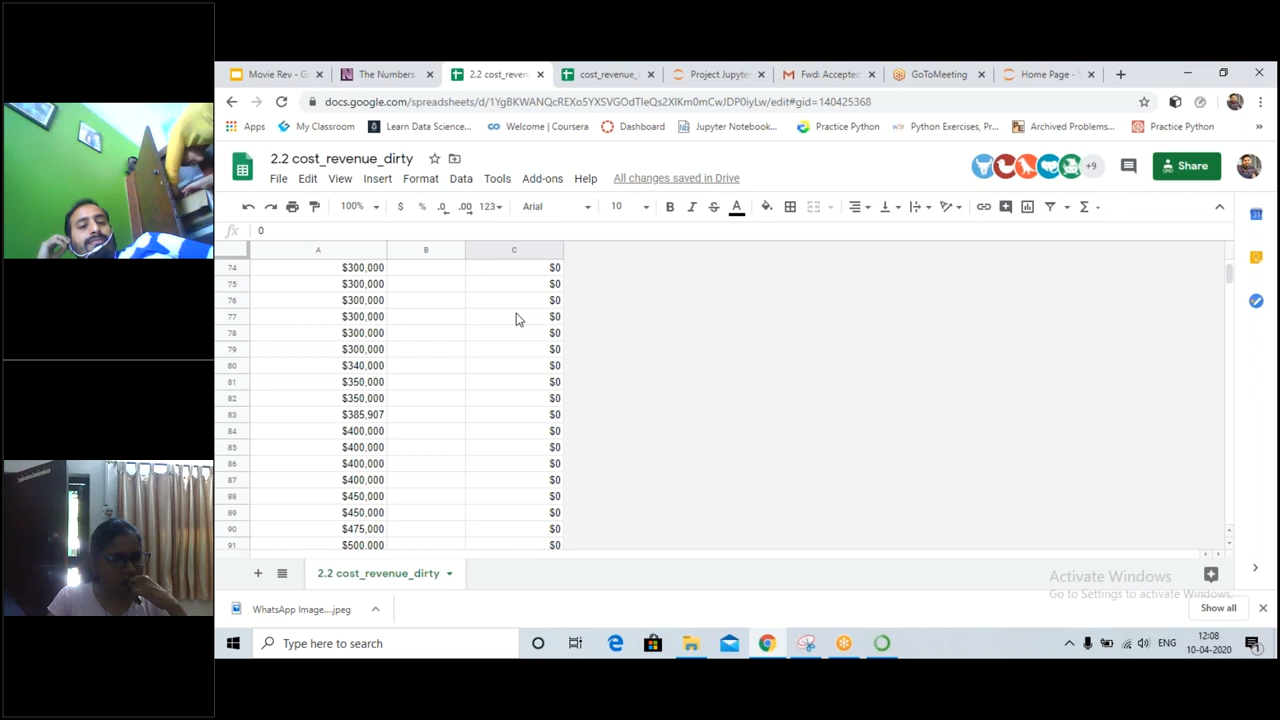 Movie Rev - G
The Numbers
2.2 cost_reven
cost_revenue_
Project Jupyte
Fwd: Accepted
GoToMeeting
Home Page - S
docs.google.com/spreadsheets/d/1YgBKWANQcREXo5YXSVGOdTIeQs2XIKm0mCwJDP0iyLw/edit#gid=140425368
Apps
My Classroom
Learn Data Science...
Welcome | Coursera
Dashboard
Jupyter Notebook...
Practice Python
Python Exercises, Pr...
Archived Problems...
Practice Python
2.2 cost_revenue_dirty
+9
Share
File Edit View Insert Format Data Tools Add-ons Help All changes saved in Drive
100% $ % .0 .00 123 Arial 10 B I S A
fx 0
A B C
74 $300,000 $0
75 $300,000 $0
76 $300,000 $0
77 $300,000 $0
78 $300,000 $0
79 $300,000 $0
80 $340,000 $0
81 $350,000 $0
82 $350,000 $0
83 $385,907 $0
84 $400,000 $0
85 $400,000 $0
86 $400,000 $0
87 $400,000 $0
88 $450,000 $0
89 $450,000 $0
90 $475,000 $0
91 $500,000 $0
2.2 cost_revenue_dirty
Activate Windows
Go to Settings to activate Windows.
WhatsApp Image....jpeg
Show all
Type here to search
ENG
12:08
10-04-2020